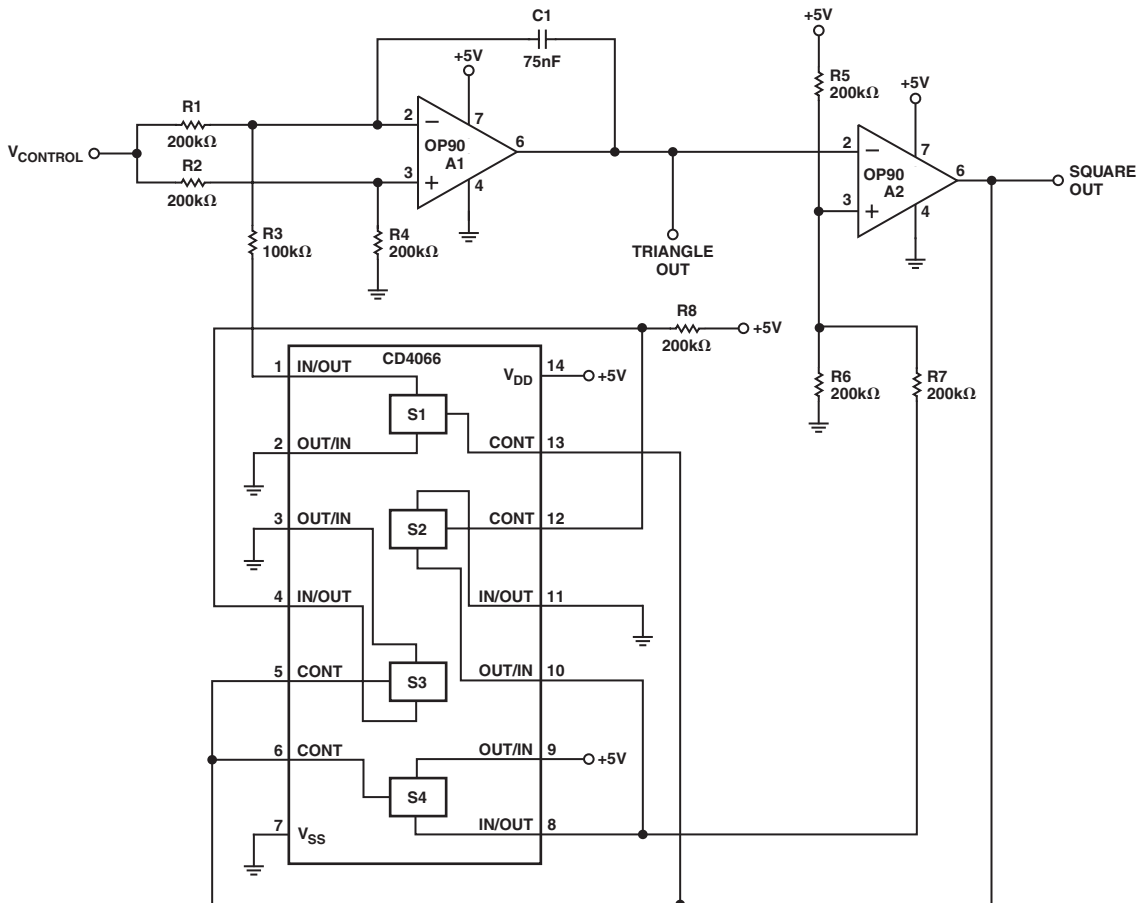 C1
75nF
+5V
+5V
R5
200kΩ
+5V
R1
200kΩ
2
7
OP90
A1
6
V_CONTROL
R2
200kΩ
3
4
2
7
OP90
A2
6
SQUARE
OUT
3
4
R3
100kΩ
R4
200kΩ
TRIANGLE
OUT
R8
200kΩ
+5V
R6
200kΩ
R7
200kΩ
CD4066
1
IN/OUT
V_DD
14
+5V
S1
2
OUT/IN
CONT
13
3
OUT/IN
S2
CONT
12
4
IN/OUT
IN/OUT
11
5
CONT
S3
OUT/IN
10
6
CONT
OUT/IN
9
+5V
S4
7
V_SS
IN/OUT
8